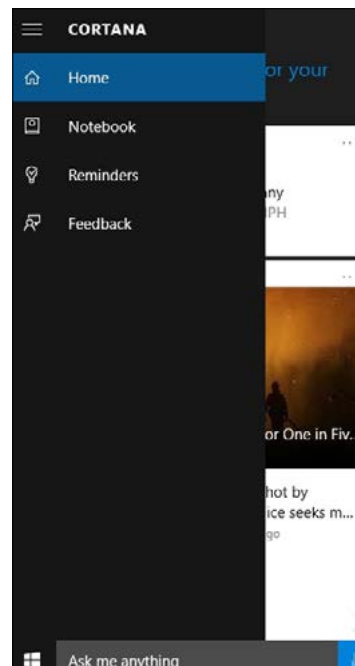 CORTANA
Home
or your
Notebook
Reminders
Feedback
ny
PH
or One in Fiv...
hot by
ice seeks m...
go
Ask me anything